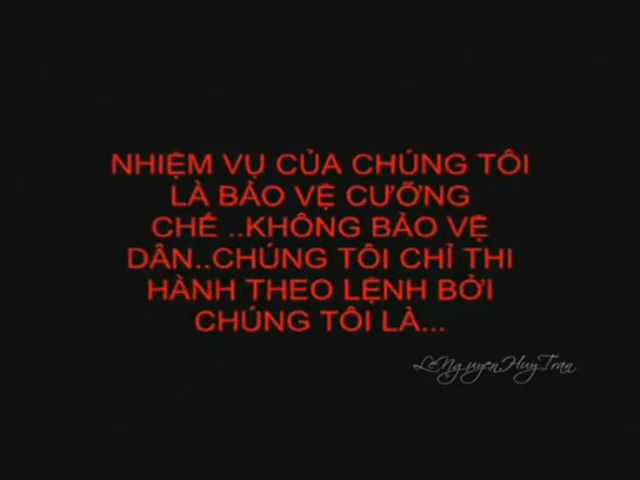 NHIỆM VỤ CỦA CHÚNG TÔI
LÀ BẢO VỆ CƯỠNG
CHẾ ..KHÔNG BẢO VỆ
DÂN..CHÚNG TÔI CHỈ THI
HÀNH THEO LỆNH BỞI
CHÚNG TÔI LÀ...
LeNguyenHuyTran